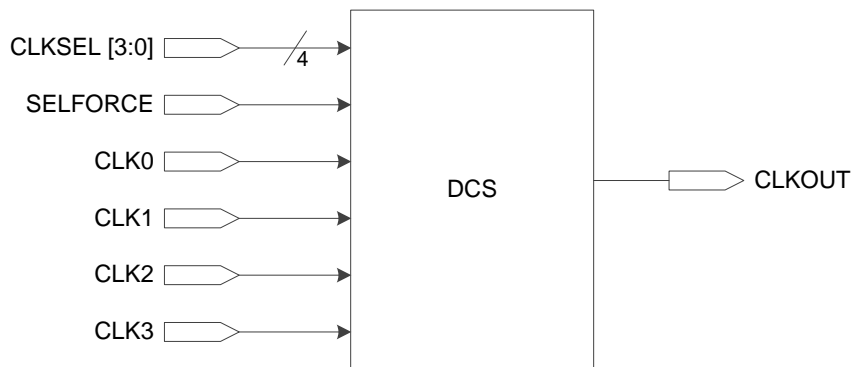 CLKSEL [3:0]
4
SELFORCE
CLK0
CLK1
DCS
CLKOUT
CLK2
CLK3